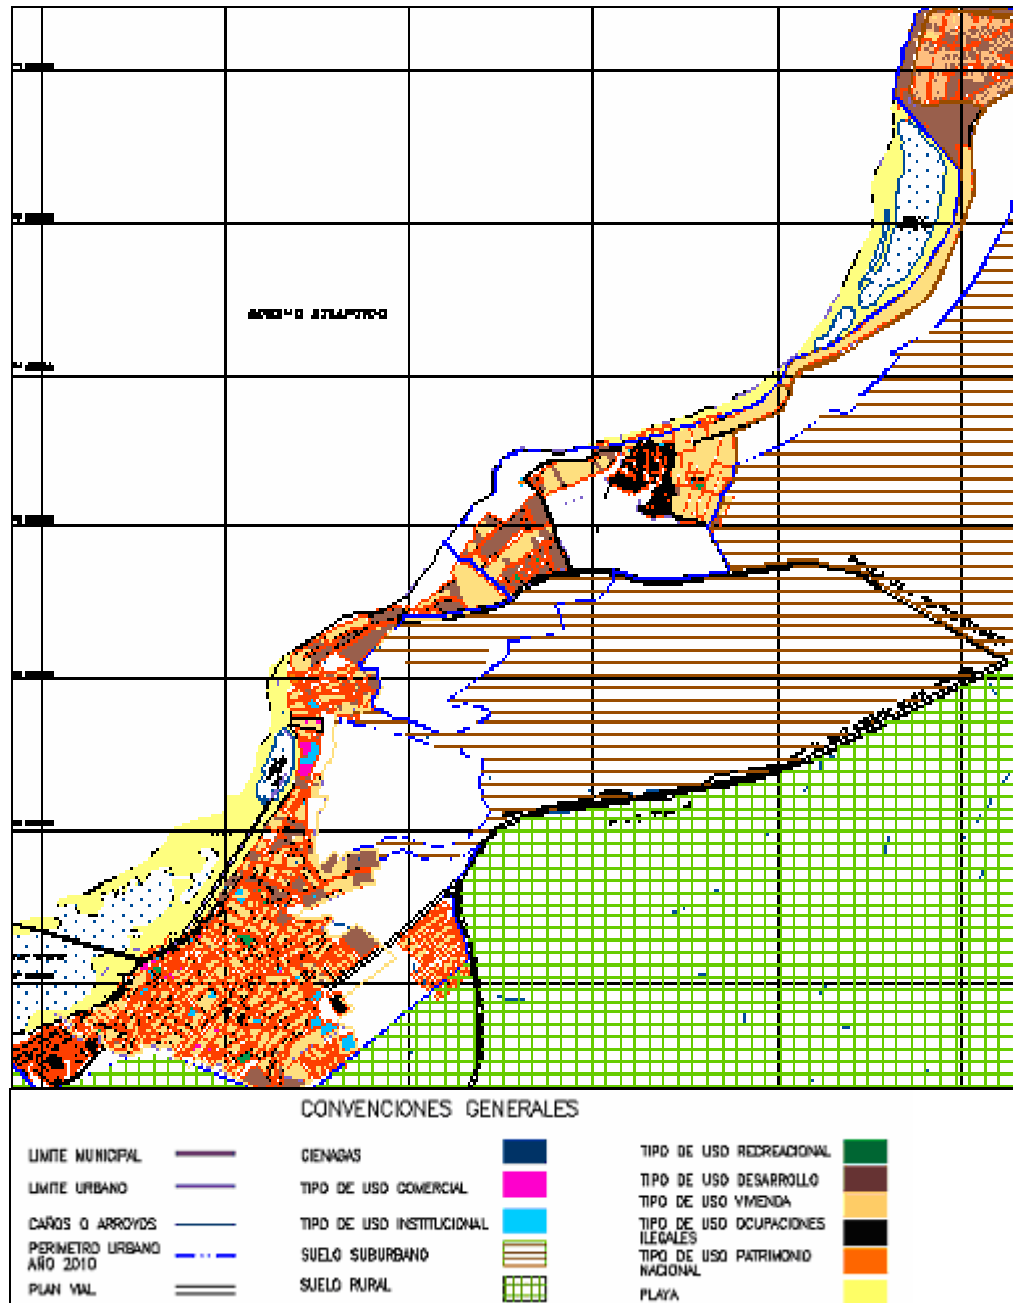 CONVENCIONES GENERALES
LIMITE MUNICIPAL
LIMITE URBANO
CAÑOS O ARROYOS
PERIMETRO URBANO
AÑO 2010
PLAN VIAL
CIENAGAS
TIPO DE USO COMERCIAL
TIPO DE USO INSTITUCIONAL
SUELO SUBURBANO
SUELO RURAL
TIPO DE USO RECREACIONAL
TIPO DE USO DESARROLLO
TIPO DE USO VIVIENDA
TIPO DE USO OCUPACIONES
ILEGALES
TIPO DE USO PATRIMONIO
NACIONAL
PLAYA